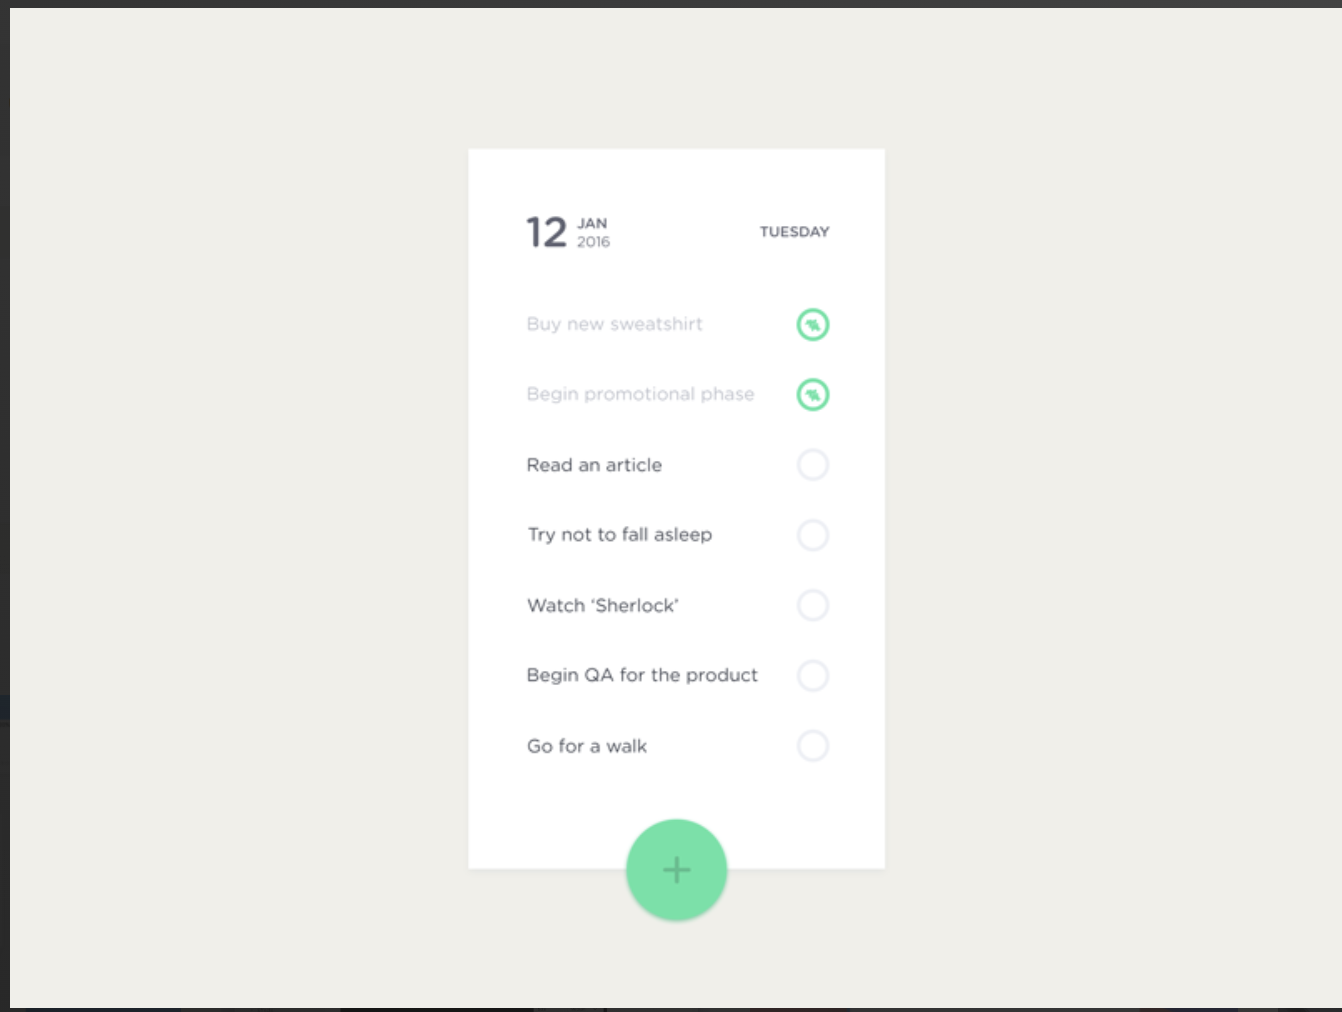 12 JAN
2016
TUESDAY
Buy new sweatshirt
Begin promotional phase
Read an article
Try not to fall asleep
Watch ‘Sherlock’
Begin QA for the product
Go for a walk
+